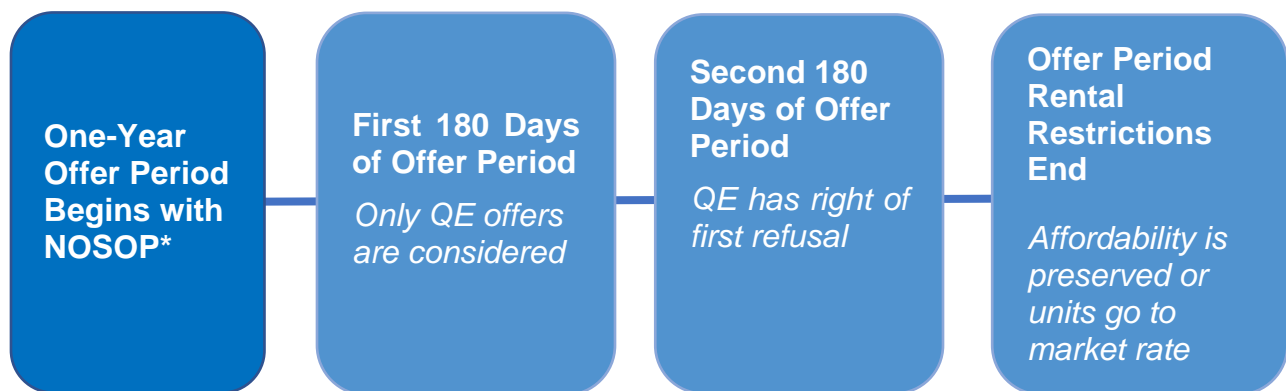 One-Year
Offer Period
Begins with
NOSOP*
First 180 Days
of Offer Period
Only QE offers
are considered
Second 180
Days of Offer
Period
QE has right of
first refusal
Offer Period
Rental
Restrictions
End
Affordability is
preserved or
units go to
market rate